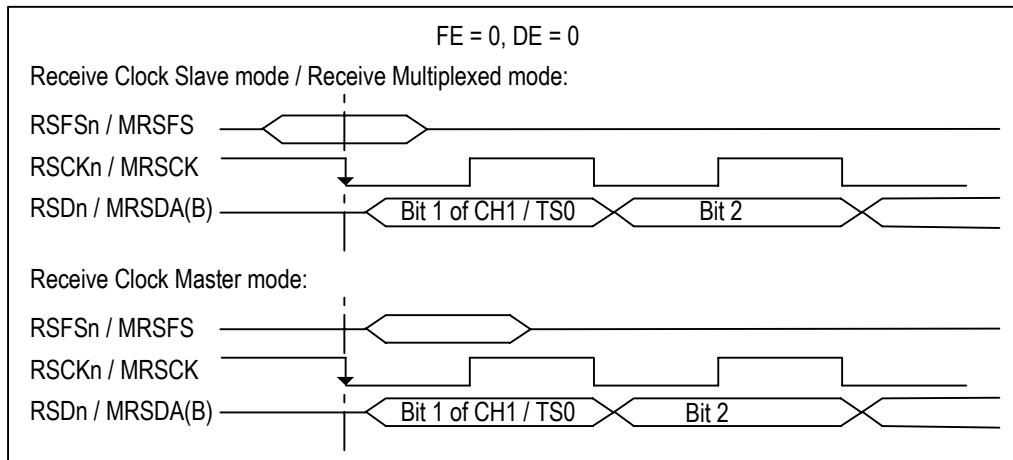 FE = 0, DE = 0
Receive Clock Slave mode / Receive Multiplexed mode:
RSFSn / MRSFS
RSCKn / MRSCK
RSDn / MRSDA(B)
Bit 1 of CH1 / TS0
Bit 2
Receive Clock Master mode:
RSFSn / MRSFS
RSCKn / MRSCK
RSDn / MRSDA(B)
Bit 1 of CH1 / TS0
Bit 2